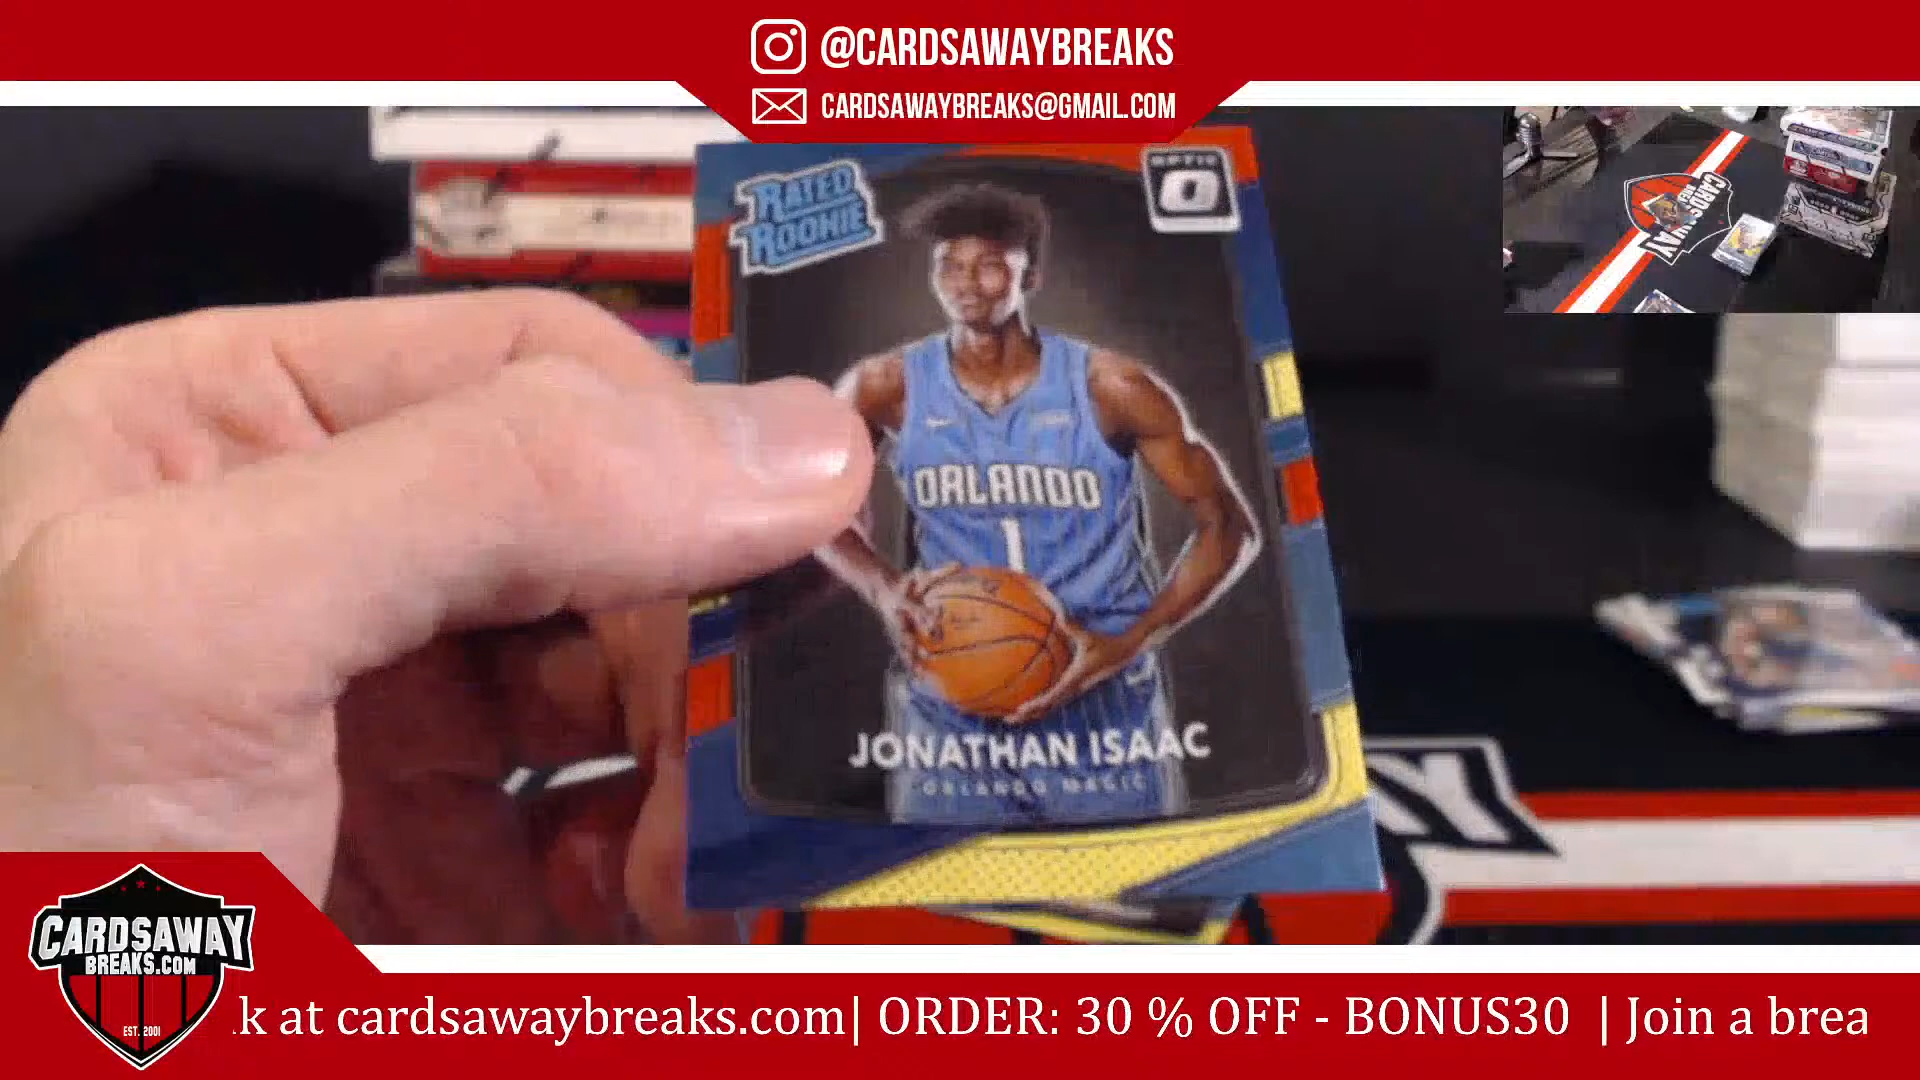 @CARDSAWAYBREAKS
CARDSAWAYBREAKS@GMAIL.COM
RATED
ROOKIE
OPTIC
ORLANDO
1
JONATHAN ISAAC
ORLANDO MAGIC
CARDSAWAY
BREAKS.COM
EST. 2001
k at cardsawaybreaks.com| ORDER: 30 % OFF - BONUS30 | Join a brea